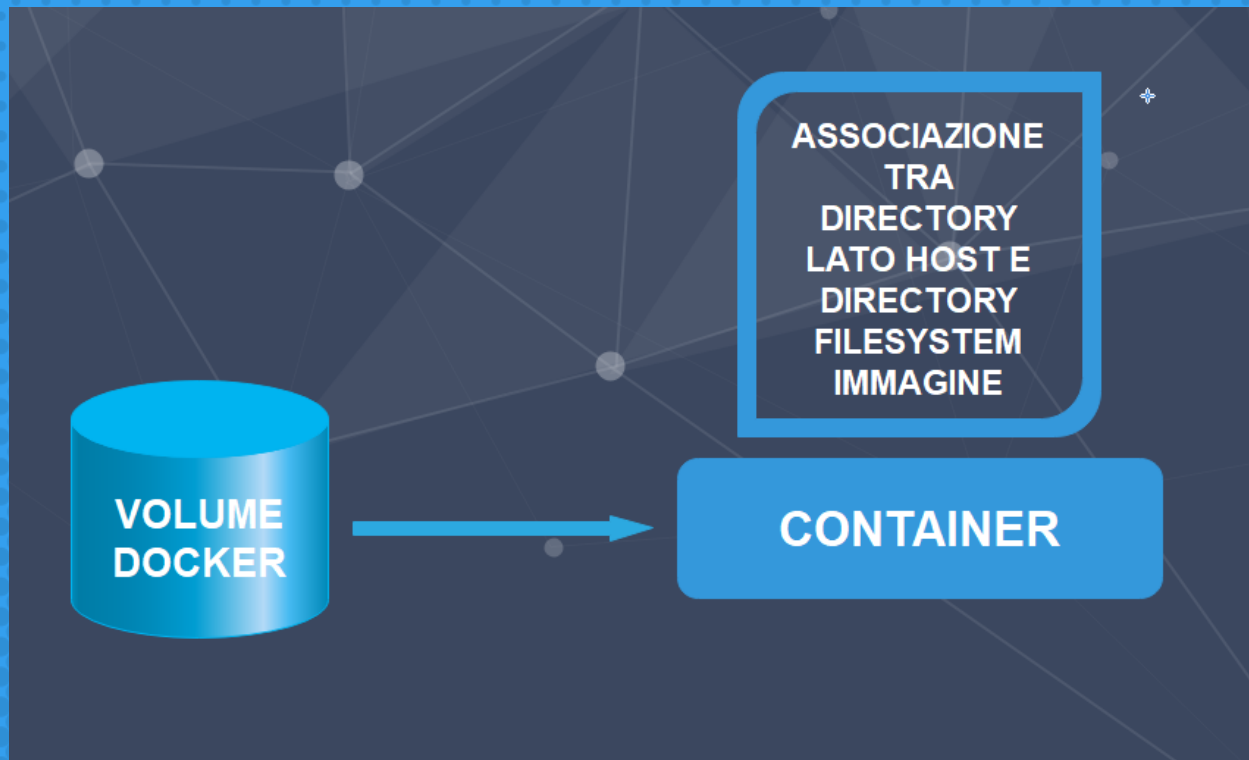 ASSOCIAZIONE
TRA
DIRECTORY
LATO HOST E
DIRECTORY
FILESYSTEM
IMMAGINE
VOLUME
DOCKER
CONTAINER